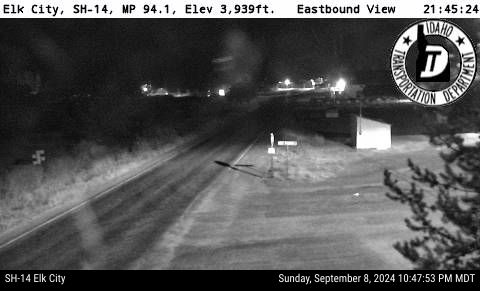 Elk City, SH-14, MP 94.1, Elev 3,939ft. Eastbound View 21:45:24
IDAHO
TRANSPORTATION DEPARTMENT
SH-14 Elk City Sunday, September 8, 2024 10:47:53 PM MDT